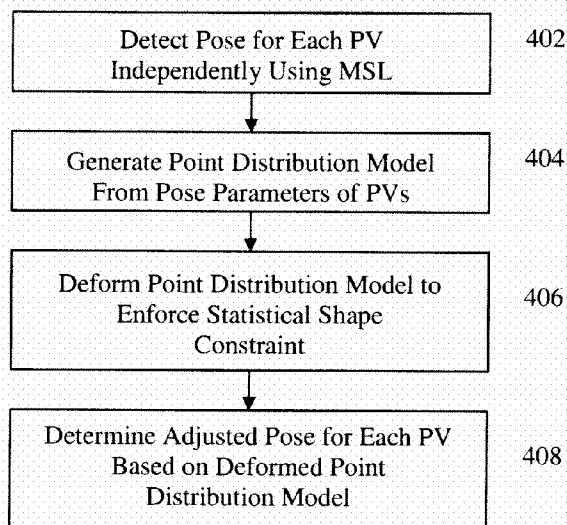 Detect Pose for Each PV
Independently Using MSL
402
Generate Point Distribution Model
From Pose Parameters of PVs
404
Deform Point Distribution Model to
Enforce Statistical Shape
Constraint
406
Determine Adjusted Pose for Each PV
Based on Deformed Point
Distribution Model
408